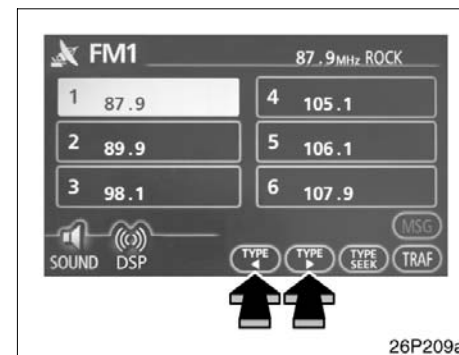 FM1
87.9MHz ROCK
1 87.9
4 105.1
2 89.9
5 106.1
3 98.1
6 107.9
MSG
SOUND DSP
TYPE ◀ TYPE ▶ TYPE SEEK TRAF
26P209a